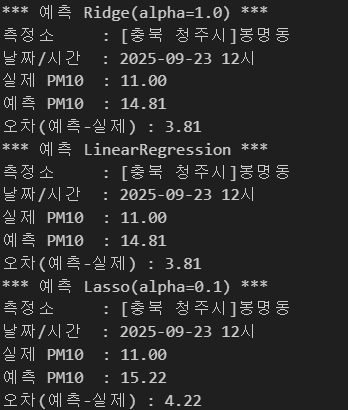 *** 예측 Ridge(alpha=1.0) ***
측정소     : [충북 청주시]봉명동
날짜/시간  : 2025-09-23 12시
실제 PM10  : 11.00
예측 PM10  : 14.81
오차(예측-실제) : 3.81
*** 예측 LinearRegression ***
측정소     : [충북 청주시]봉명동
날짜/시간  : 2025-09-23 12시
실제 PM10  : 11.00
예측 PM10  : 14.81
오차(예측-실제) : 3.81
*** 예측 Lasso(alpha=0.1) ***
측정소     : [충북 청주시]봉명동
날짜/시간  : 2025-09-23 12시
실제 PM10  : 11.00
예측 PM10  : 15.22
오차(예측-실제) : 4.22